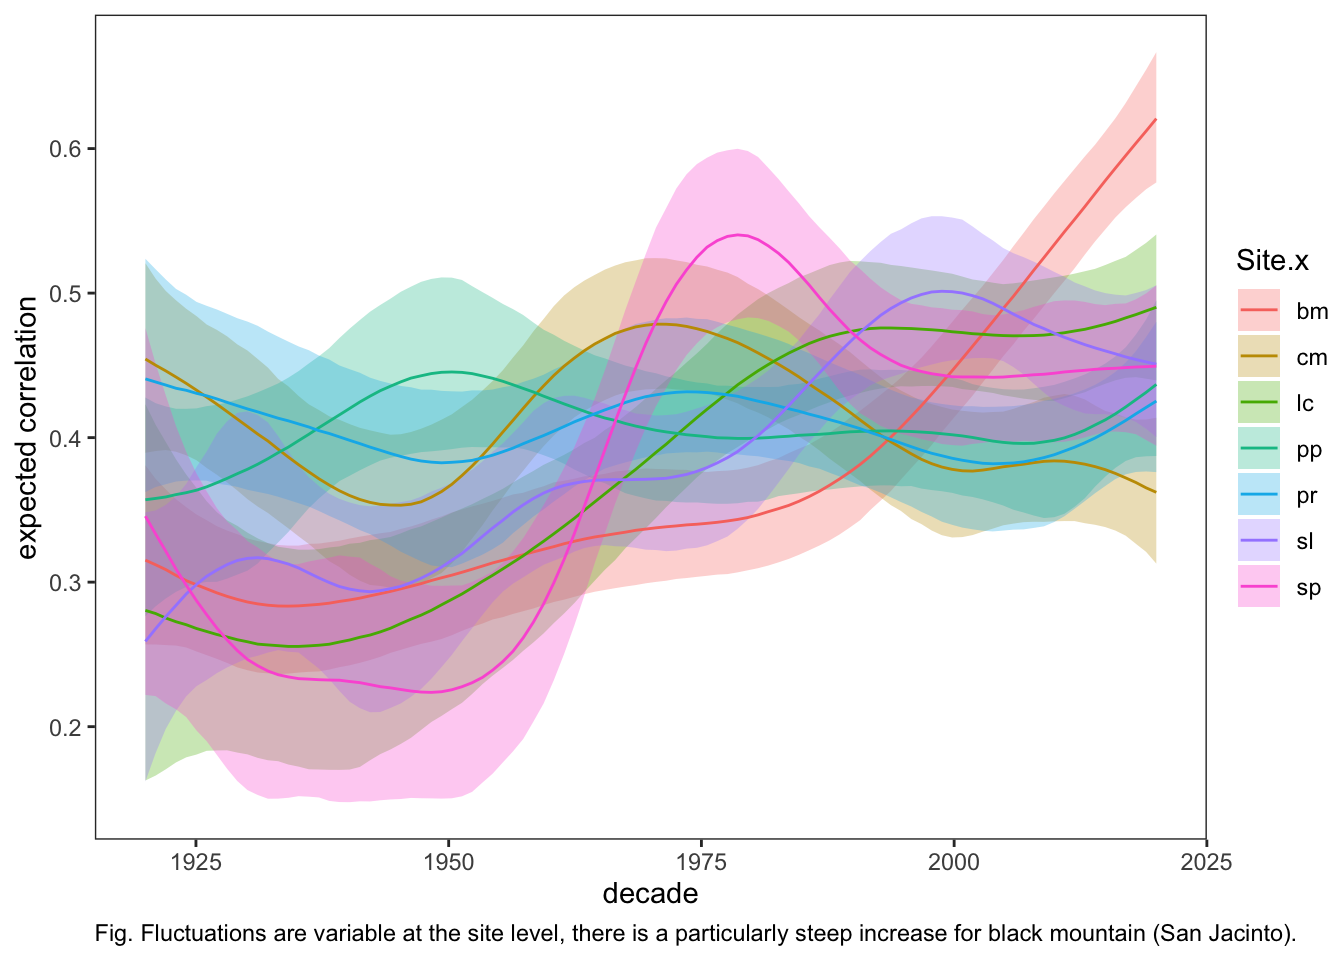 expected correlation
0.6
0.5
0.4
0.3
0.2
1925
1950
1975
2000
2025
decade
Site.x
bm
cm
lc
pp
pr
sl
sp
Fig. Fluctuations are variable at the site level, there is a particularly steep increase for black mountain (San Jacinto).